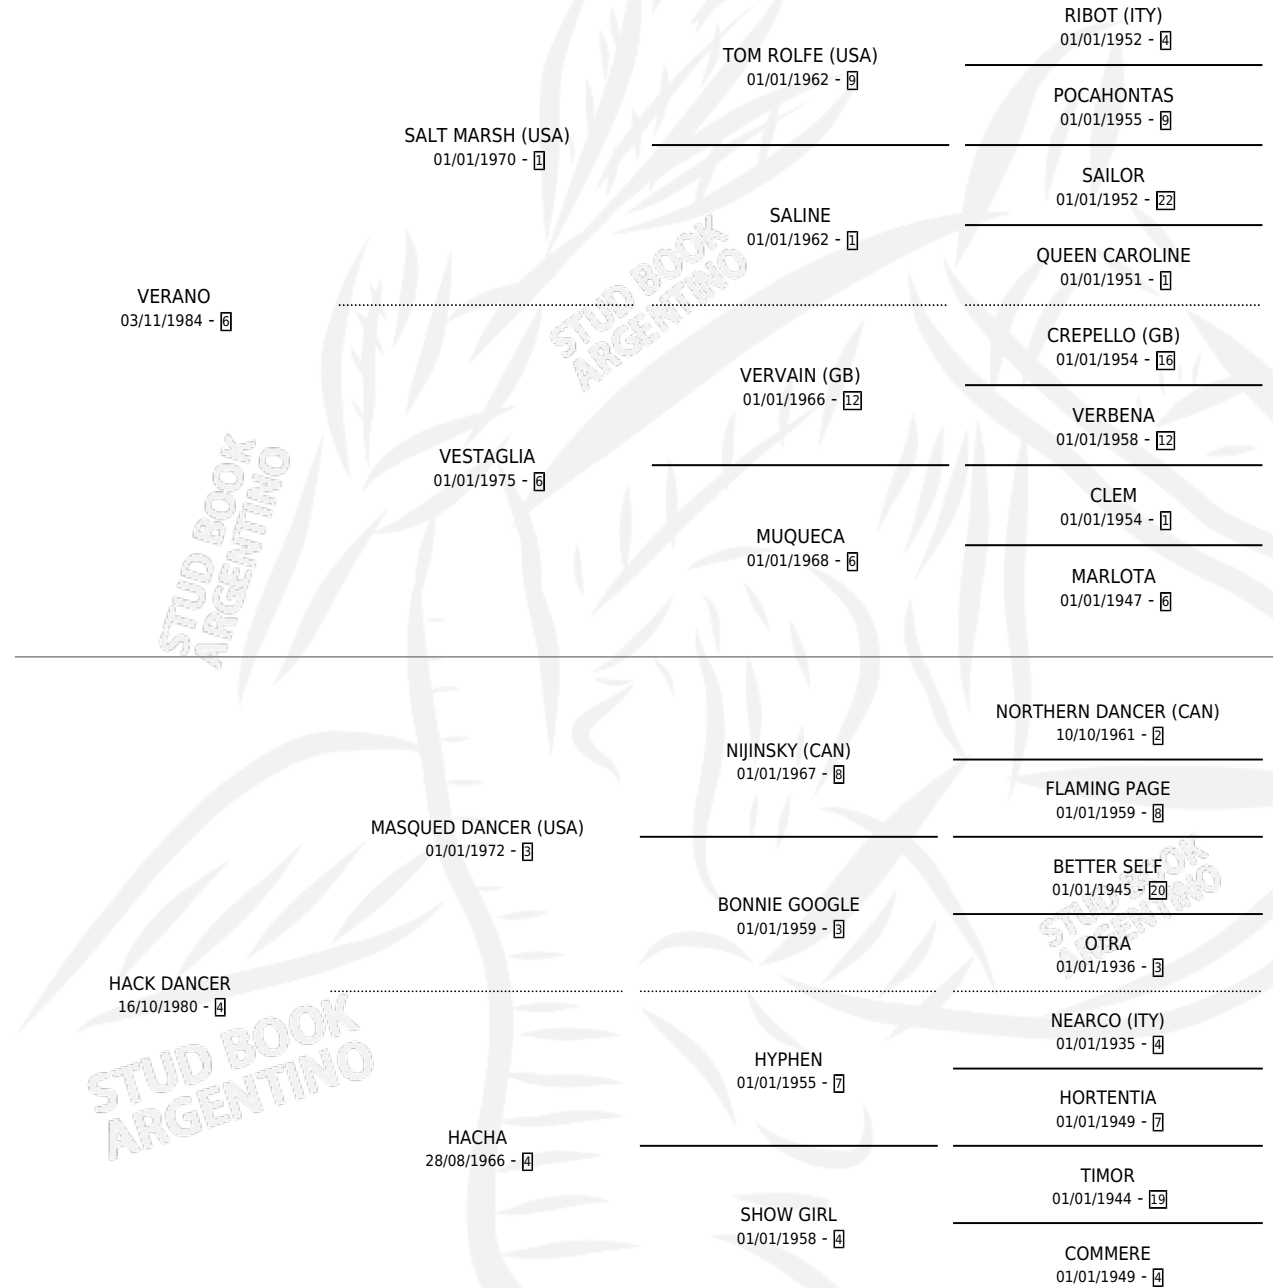 RIBOT (ITY)
01/01/1952 - 4
TOM ROLFE (USA)
01/01/1962 - 9
POCAHONTAS
01/01/1955 - 9
SALT MARSH (USA)
01/01/1970 - 1
SAILOR
01/01/1952 - 22
SALINE
01/01/1962 - 1
QUEEN CAROLINE
01/01/1951 - 1
STUD BOOK
ARGENTINO
VERANO
03/11/1984 - 6
CREPELLO (GB)
01/01/1954 - 16
VERVAIN (GB)
01/01/1966 - 12
VERBENA
01/01/1958 - 12
VESTAGLIA
01/01/1975 - 6
CLEM
01/01/1954 - 1
MUQUECA
01/01/1968 - 6
MARLOTA
01/01/1947 - 6
STUD BOOK
ARGENTINO
NORTHERN DANCER (CAN)
10/10/1961 - 2
NIJINSKY (CAN)
01/01/1967 - 8
FLAMING PAGE
01/01/1959 - 8
MASQUED DANCER (USA)
01/01/1972 - 3
BETTER SELF
01/01/1945 - 20
BONNIE GOOGLE
01/01/1959 - 3
STUD BOOK
ARGENTINO
OTRA
01/01/1936 - 3
HACK DANCER
16/10/1980 - 4
NEARCO (ITY)
01/01/1935 - 4
STUD BOOK
ARGENTINO
HYPHEN
01/01/1955 - 7
HORTENTIA
01/01/1949 - 7
HACHA
28/08/1966 - 4
TIMOR
01/01/1944 - 19
SHOW GIRL
01/01/1958 - 4
COMMERE
01/01/1949 - 4